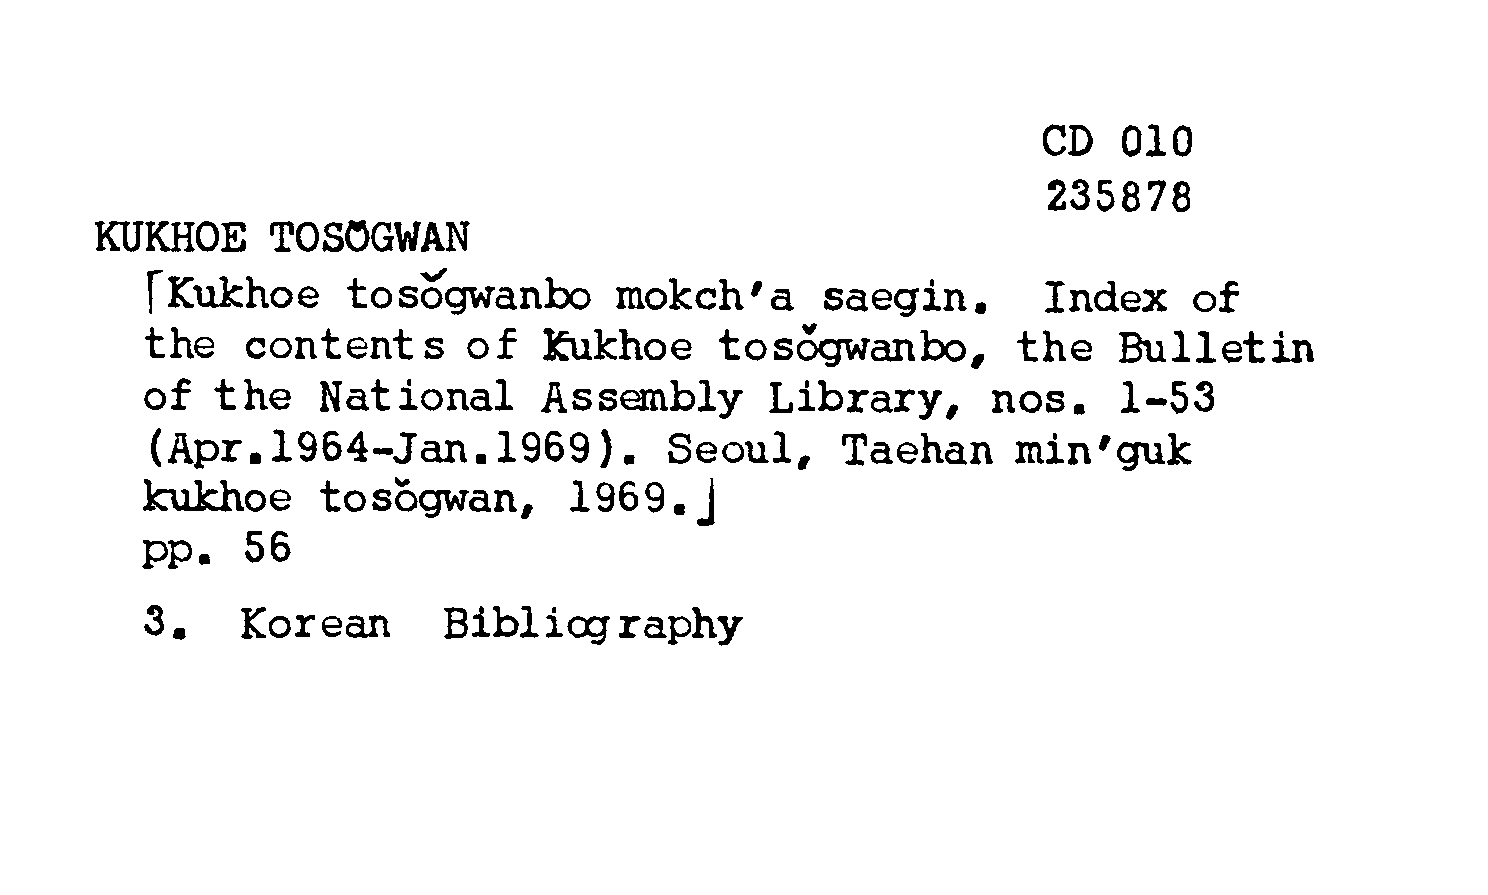 CD 010
235878
KUKHOE TOSŎGWAN
⌈Kukhoe tosŏgwanbo mokch'a saegin. Index of
the contents of Kukhoe tosŏgwanbo, the Bulletin
of the National Assembly Library, nos. 1-53
(Apr.1964-Jan.1969). Seoul, Taehan min'guk
kukhoe tosŏgwan, 1969.⌋
pp. 56
3. Korean Bibliography